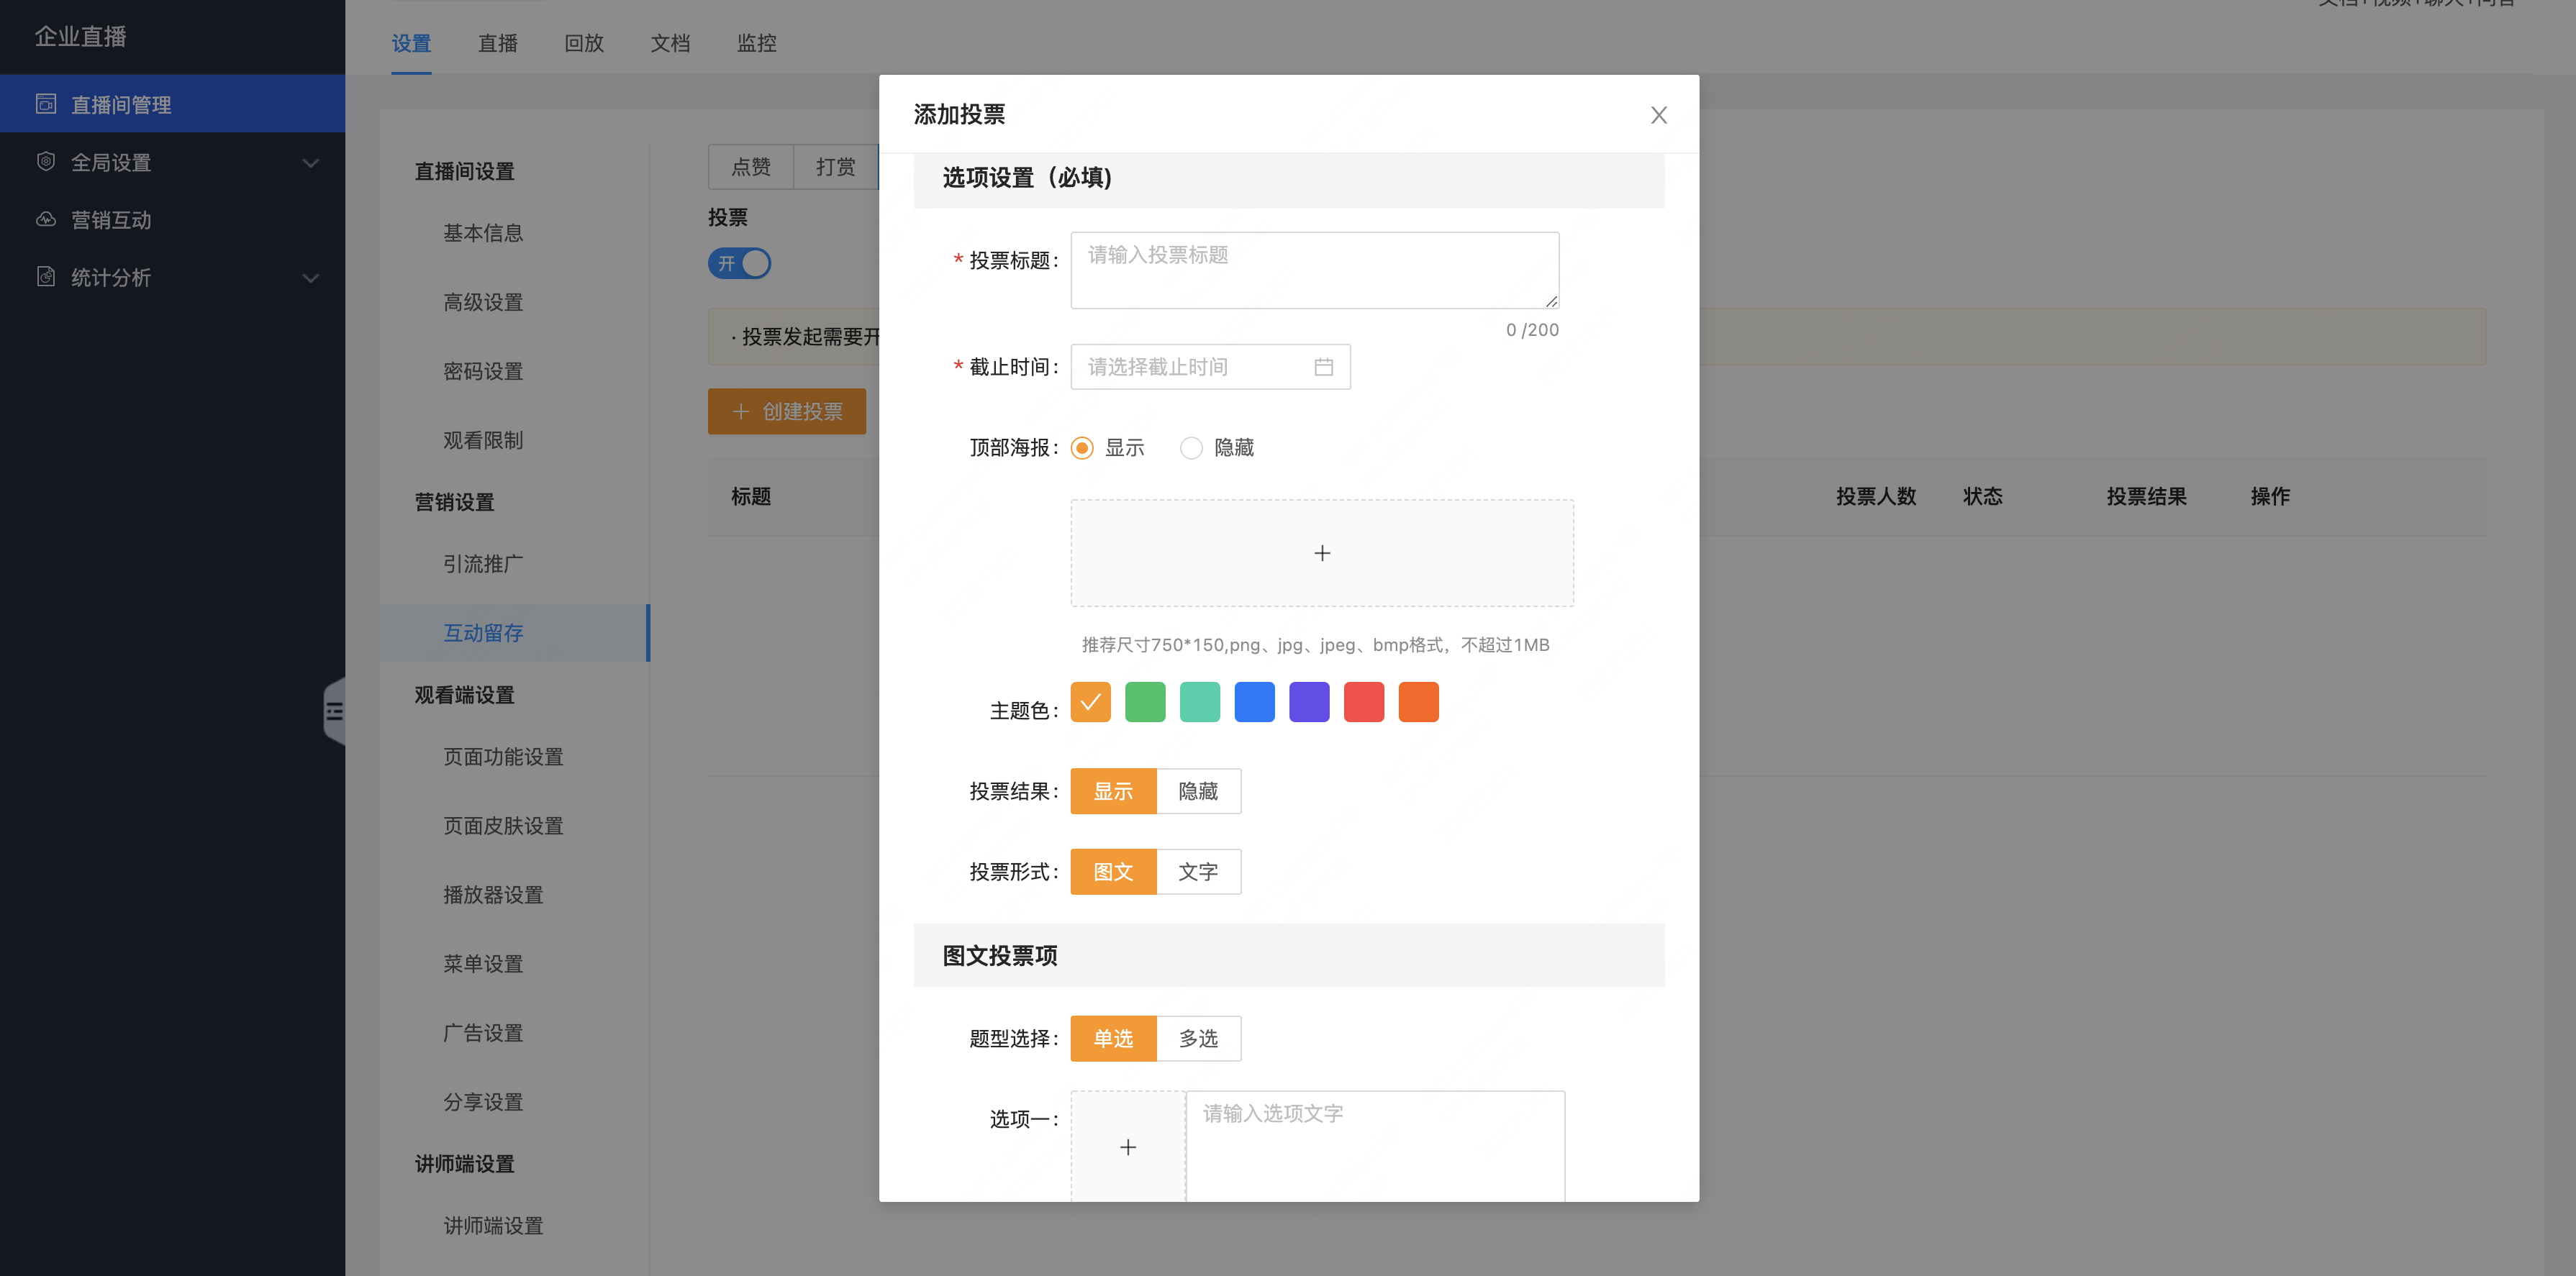 企业直播
直播间管理
全局设置
营销互动
统计分析
设置
直播
回放
文档
监控
直播间设置
基本信息
高级设置
密码设置
观看限制
营销设置
引流推广
互动留存
观看端设置
页面功能设置
页面皮肤设置
播放器设置
菜单设置
广告设置
分享设置
讲师端设置
讲师端设置
点赞
打赏
投票
开
· 投票发起需要开
+ 创建投票
标题
投票人数
状态
投票结果
操作
添加投票
选项设置（必填)
* 投票标题：
请输入投票标题
0 /200
* 截止时间：
请选择截止时间
顶部海报：
显示
隐藏
推荐尺寸750*150,png、jpg、jpeg、bmp格式，不超过1MB
主题色：
投票结果：
显示
隐藏
投票形式：
图文
文字
图文投票项
题型选择：
单选
多选
选项一：
请输入选项文字